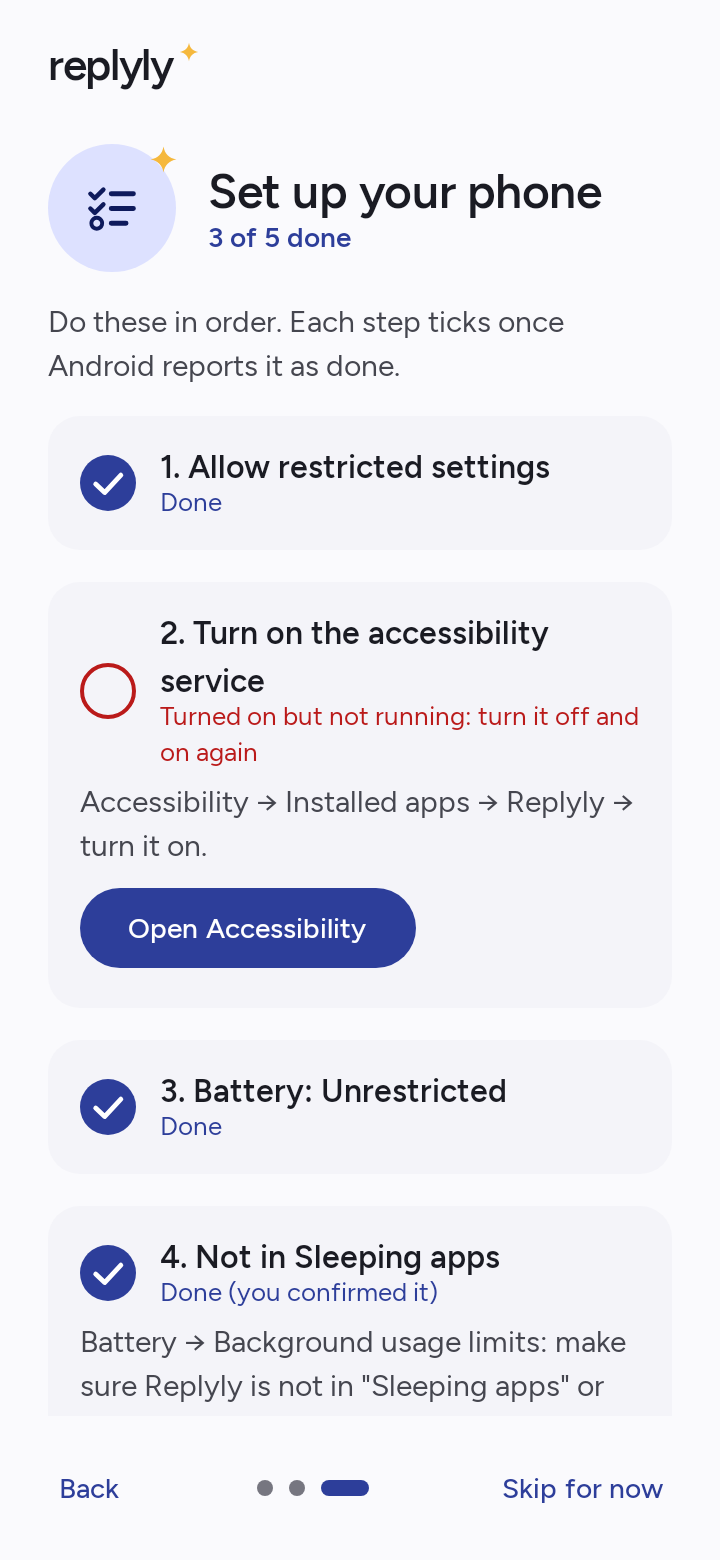 replyly
Set up your phone
3 of 5 done
Do these in order. Each step ticks once
Android reports it as done.
1. Allow restricted settings
Done
2. Turn on the accessibility
service
Turned on but not running: turn it off and
on again
Accessibility → Installed apps → Replyly →
turn it on.
Open Accessibility
3. Battery: Unrestricted
Done
4. Not in Sleeping apps
Done (you confirmed it)
Battery → Background usage limits: make
sure Replyly is not in "Sleeping apps" or
Back
Skip for now